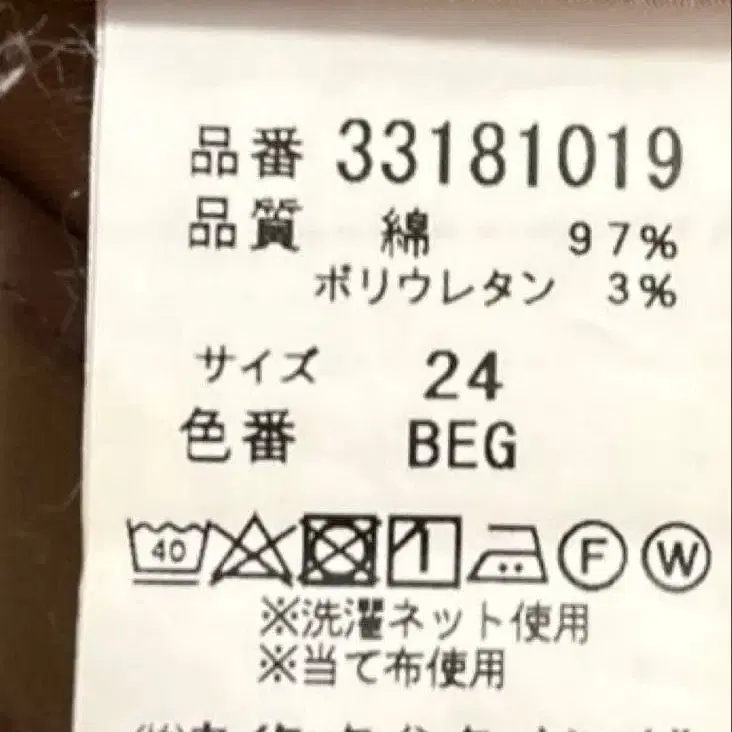 品番 33181019
品質 綿 97%
ポリウレタン 3%
サイズ 24
色番 BEG
40 F W
※洗濯ネット使用
※当て布使用